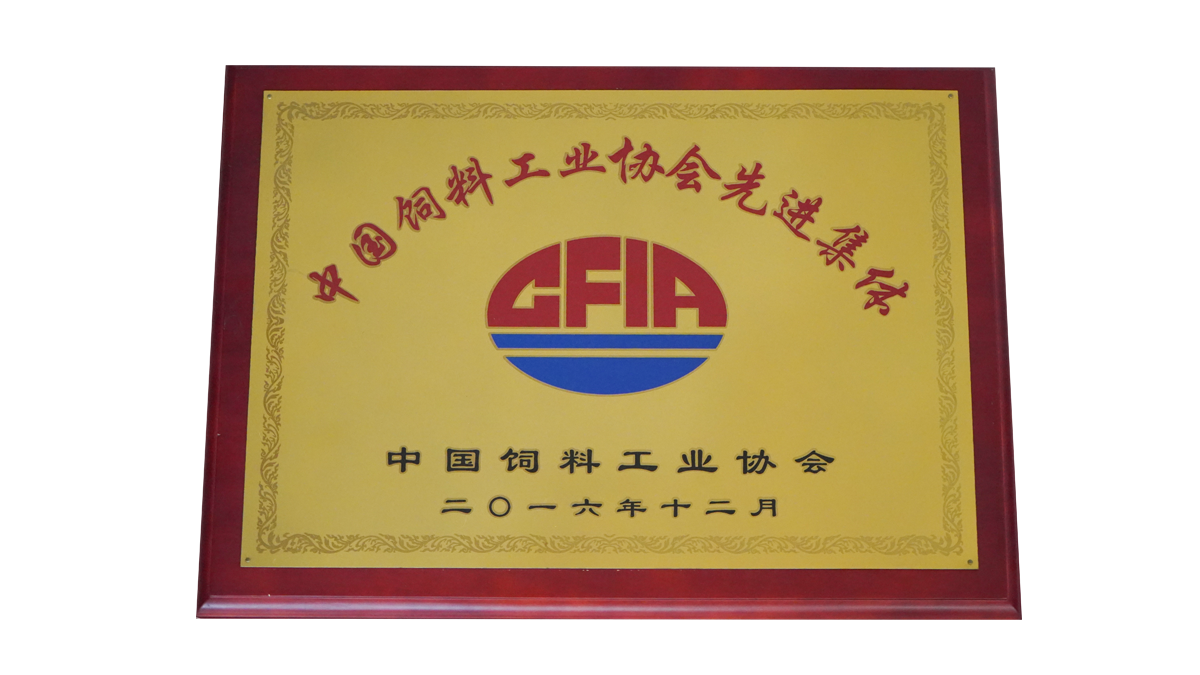 中国饲料工业协会先进集体
CFIA
中国饲料工业协会
二〇一六年十二月